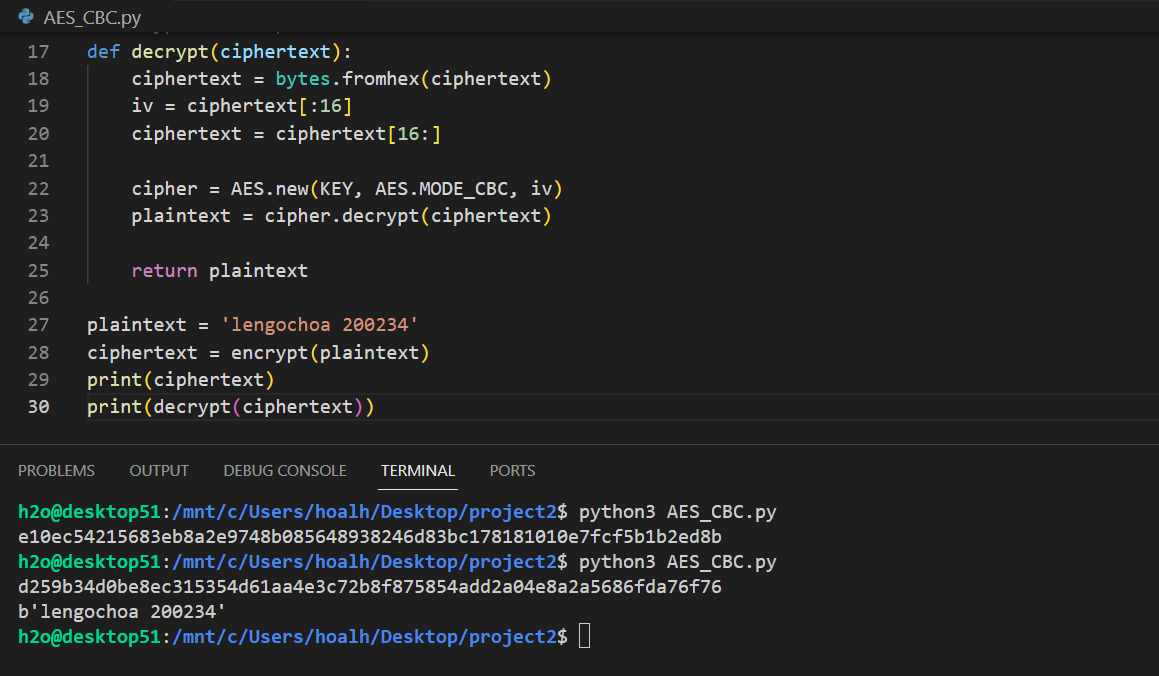 AES_CBC.py
17 def decrypt(ciphertext):
18     ciphertext = bytes.fromhex(ciphertext)
19     iv = ciphertext[:16]
20     ciphertext = ciphertext[16:]
21
22     cipher = AES.new(KEY, AES.MODE_CBC, iv)
23     plaintext = cipher.decrypt(ciphertext)
24
25     return plaintext
26
27 plaintext = 'lengochoa 200234'
28 ciphertext = encrypt(plaintext)
29 print(ciphertext)
30 print(decrypt(ciphertext))
PROBLEMS OUTPUT DEBUG CONSOLE TERMINAL PORTS
h2o@desktop51:/mnt/c/Users/hoalh/Desktop/project2$ python3 AES_CBC.py
e10ec54215683eb8a2e9748b085648938246d83bc178181010e7fcf5b1b2ed8b
h2o@desktop51:/mnt/c/Users/hoalh/Desktop/project2$ python3 AES_CBC.py
d259b34d0be8ec315354d61aa4e3c72b8f875854add2a04e8a2a5686fda76f76
b'lengochoa 200234'
h2o@desktop51:/mnt/c/Users/hoalh/Desktop/project2$